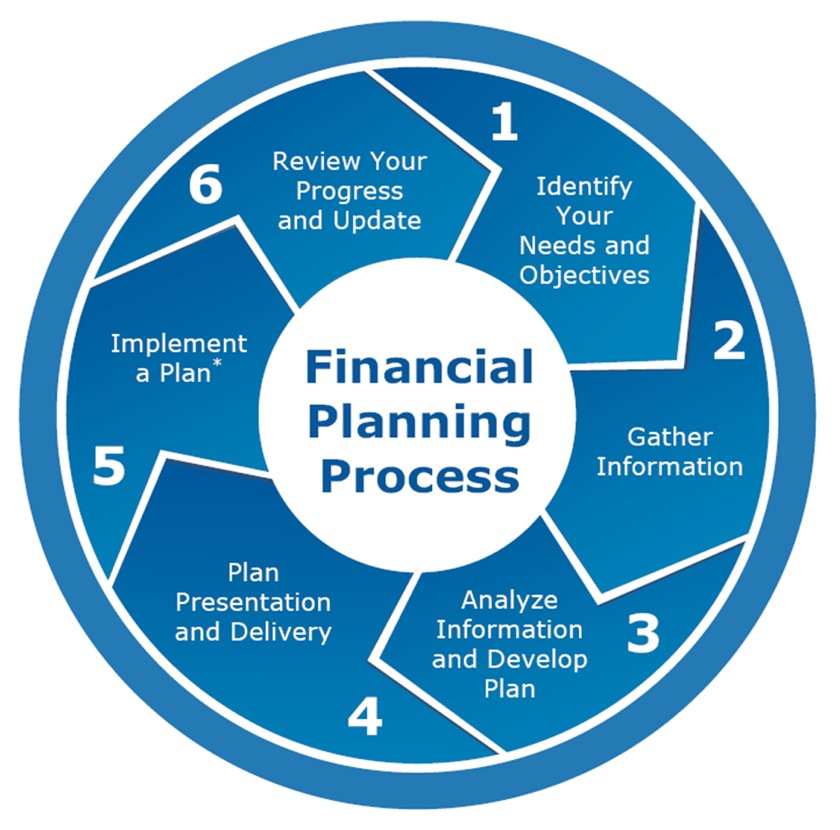 Financial
Planning
Process
1
Identify
Your
Needs and
Objectives
2
Gather
Information
3
Analyze
Information
and Develop
Plan
4
Plan
Presentation
and Delivery
5
Implement
a Plan*
6
Review Your
Progress
and Update